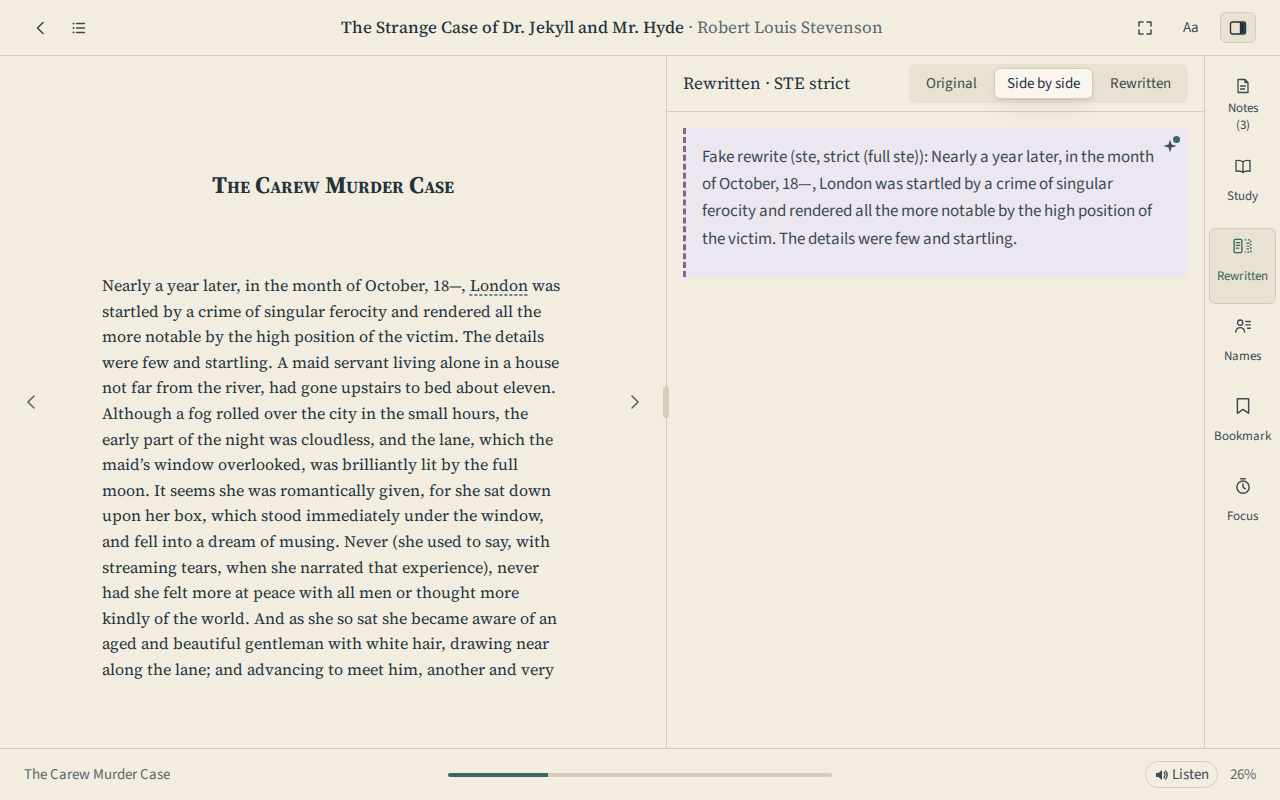 The Strange Case of Dr. Jekyll and Mr. Hyde · Robert Louis Stevenson
Aa
The Carew Murder Case
Nearly a year later, in the month of October, 18—, London was
startled by a crime of singular ferocity and rendered all the
more notable by the high position of the victim. The details
were few and startling. A maid servant living alone in a house
not far from the river, had gone upstairs to bed about eleven.
Although a fog rolled over the city in the small hours, the
early part of the night was cloudless, and the lane, which the
maid’s window overlooked, was brilliantly lit by the full
moon. It seems she was romantically given, for she sat down
upon her box, which stood immediately under the window,
and fell into a dream of musing. Never (she used to say, with
streaming tears, when she narrated that experience), never
had she felt more at peace with all men or thought more
kindly of the world. And as she so sat she became aware of an
aged and beautiful gentleman with white hair, drawing near
along the lane; and advancing to meet him, another and very
Rewritten · STE strict
Original
Side by side
Rewritten
Fake rewrite (ste, strict (full ste)): Nearly a year later, in the month
of October, 18—, London was startled by a crime of singular
ferocity and rendered all the more notable by the high position of
the victim. The details were few and startling.
Notes
(3)
Study
Rewritten
Names
Bookmark
Focus
The Carew Murder Case
Listen
26%